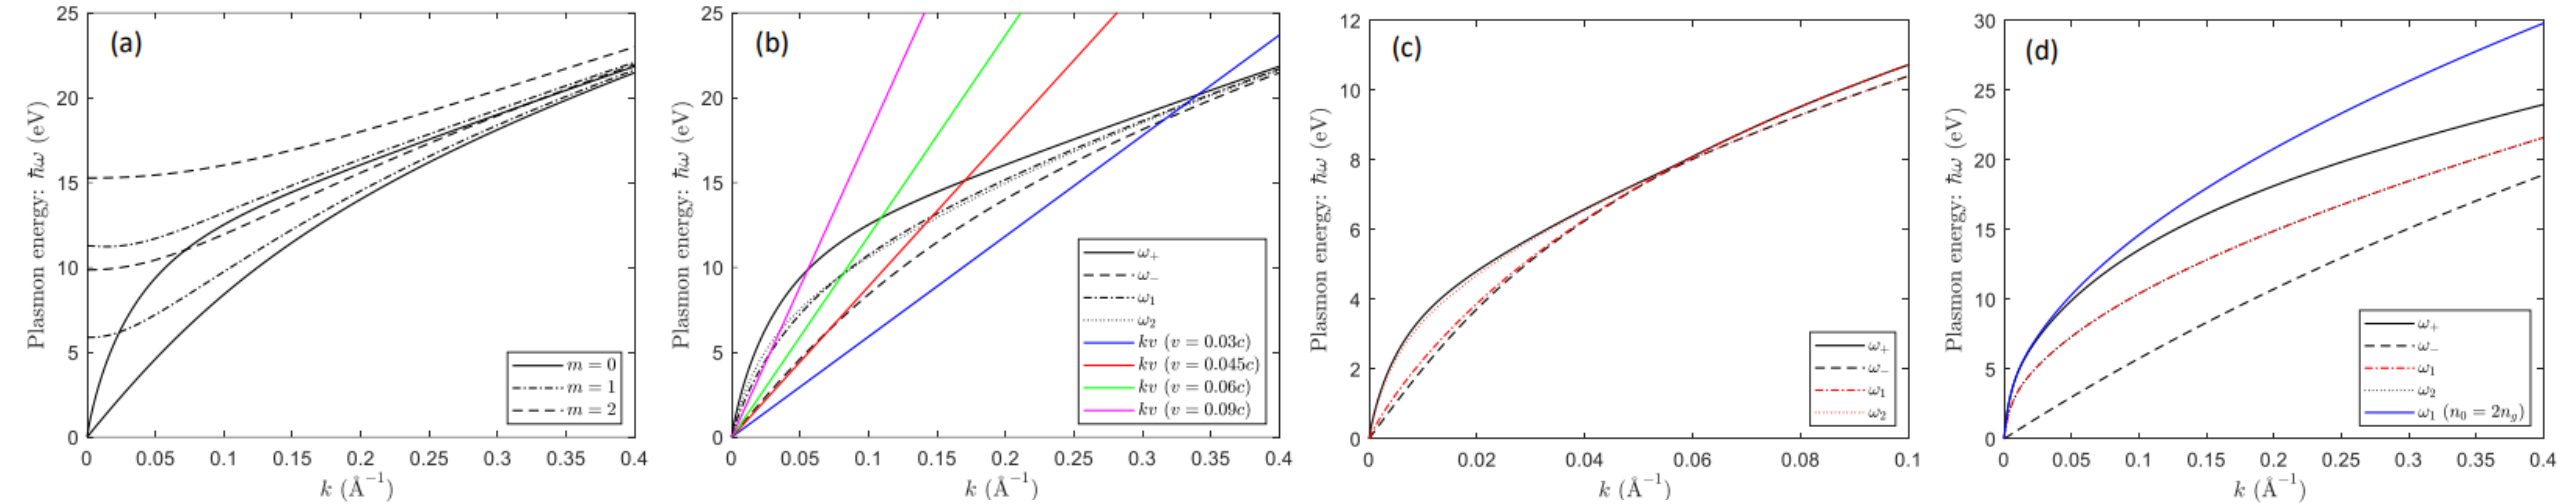 (a)
Plasmon energy: ħω (eV)
25
20
15
10
5
0
m = 0
m = 1
m = 2
0 0.05 0.1 0.15 0.2 0.25 0.3 0.35 0.4
k (Å⁻¹)
(b)
Plasmon energy: ħω (eV)
25
20
15
10
5
0
ω₊
ω₋
ω₁
ω₂
kv (v = 0.03c)
kv (v = 0.045c)
kv (v = 0.06c)
kv (v = 0.09c)
0 0.05 0.1 0.15 0.2 0.25 0.3 0.35 0.4
k (Å⁻¹)
(c)
Plasmon energy: ħω (eV)
12
10
8
6
4
2
0
ω₊
ω₋
ω₁
ω₂
0 0.02 0.04 0.06 0.08 0.1
k (Å⁻¹)
(d)
Plasmon energy: ħω (eV)
30
25
20
15
10
5
0
ω₊
ω₋
ω₁
ω₂
ω₁ (n₀ = 2n_g)
0 0.05 0.1 0.15 0.2 0.25 0.3 0.35 0.4
k (Å⁻¹)